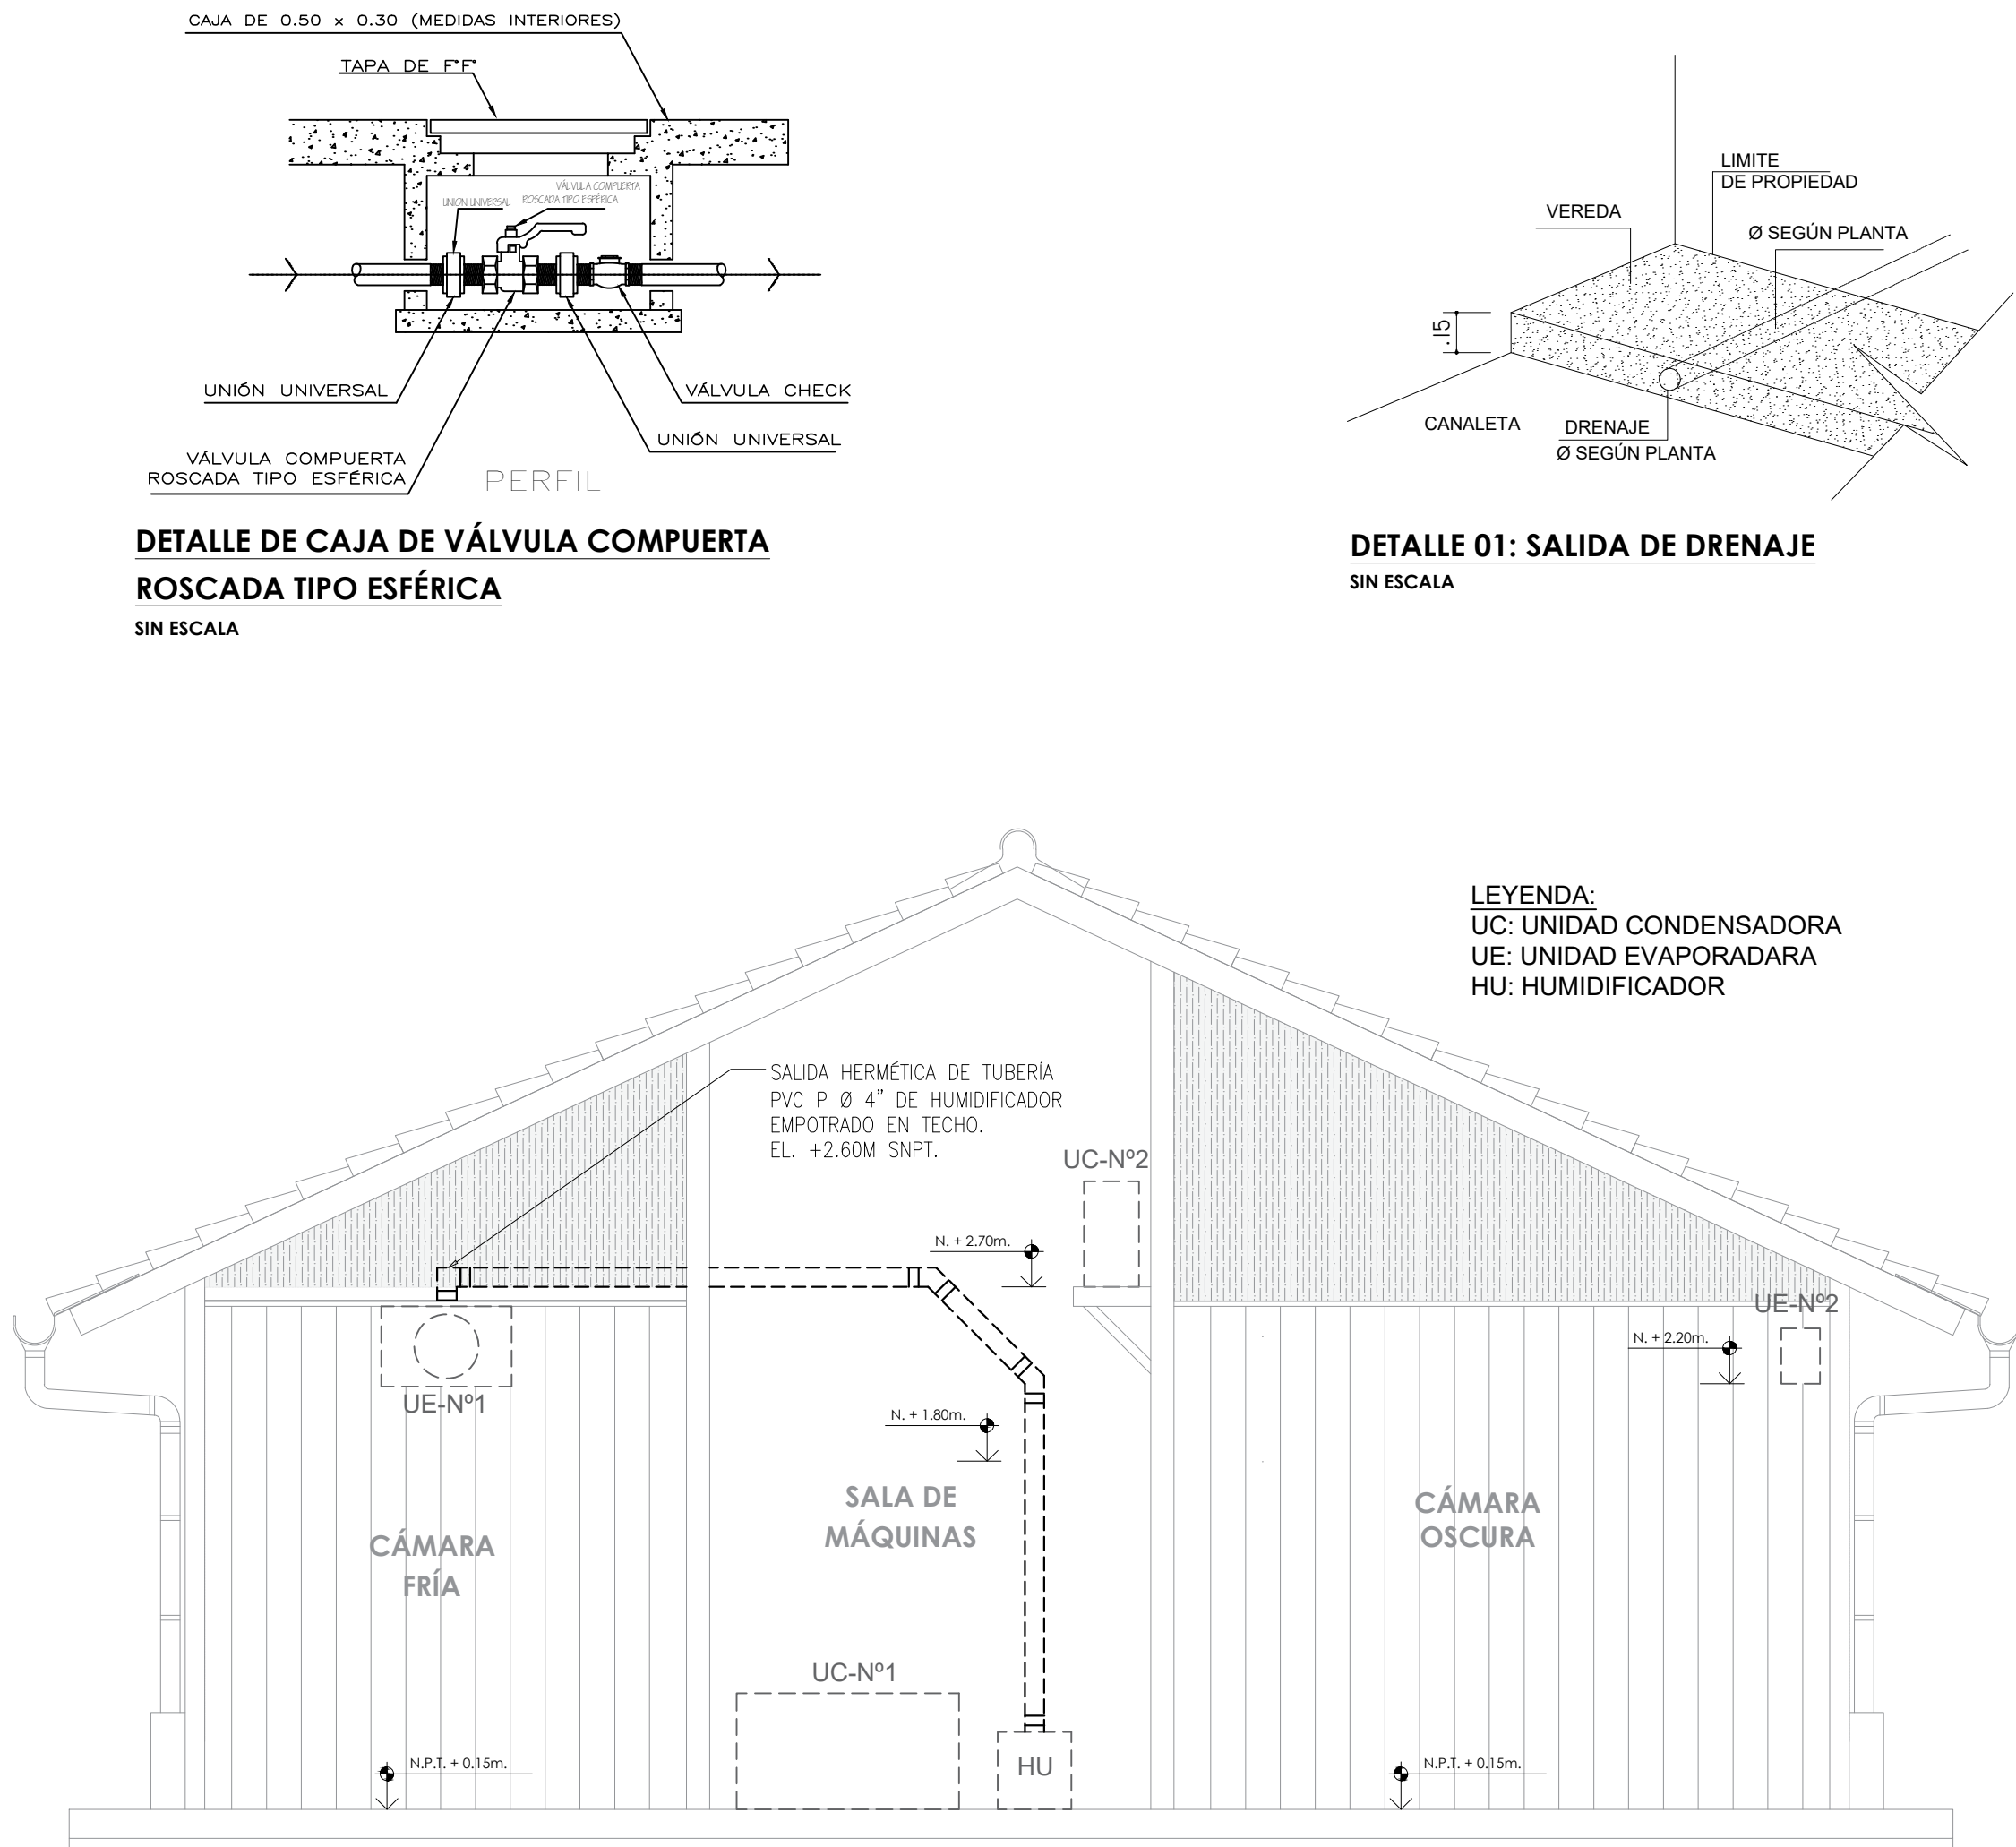 CAJA DE 0.50 x 0.30 (MEDIDAS INTERIORES)
TAPA DE F°F°
UNION UNIVERSAL
VÁLVULA COMPUERTA
ROSCADA TIPO ESFÉRICA
UNIÓN UNIVERSAL
VÁLVULA CHECK
UNIÓN UNIVERSAL
VÁLVULA COMPUERTA
ROSCADA TIPO ESFÉRICA
PERFIL
DETALLE DE CAJA DE VÁLVULA COMPUERTA
ROSCADA TIPO ESFÉRICA
SIN ESCALA
LIMITE
DE PROPIEDAD
VEREDA
Ø SEGÚN PLANTA
.15
CANALETA
DRENAJE
Ø SEGÚN PLANTA
DETALLE 01: SALIDA DE DRENAJE
SIN ESCALA
LEYENDA:
UC: UNIDAD CONDENSADORA
UE: UNIDAD EVAPORADARA
HU: HUMIDIFICADOR
SALIDA HERMÉTICA DE TUBERÍA
PVC P Ø 4" DE HUMIDIFICADOR
EMPOTRADO EN TECHO.
EL. +2.60M SNPT.
UC-Nº2
N. + 2.70m.
UE-Nº2
N. + 2.20m.
UE-Nº1
N. + 1.80m.
SALA DE
MÁQUINAS
CÁMARA
OSCURA
CÁMARA
FRÍA
UC-Nº1
HU
N.P.T. + 0.15m.
N.P.T. + 0.15m.